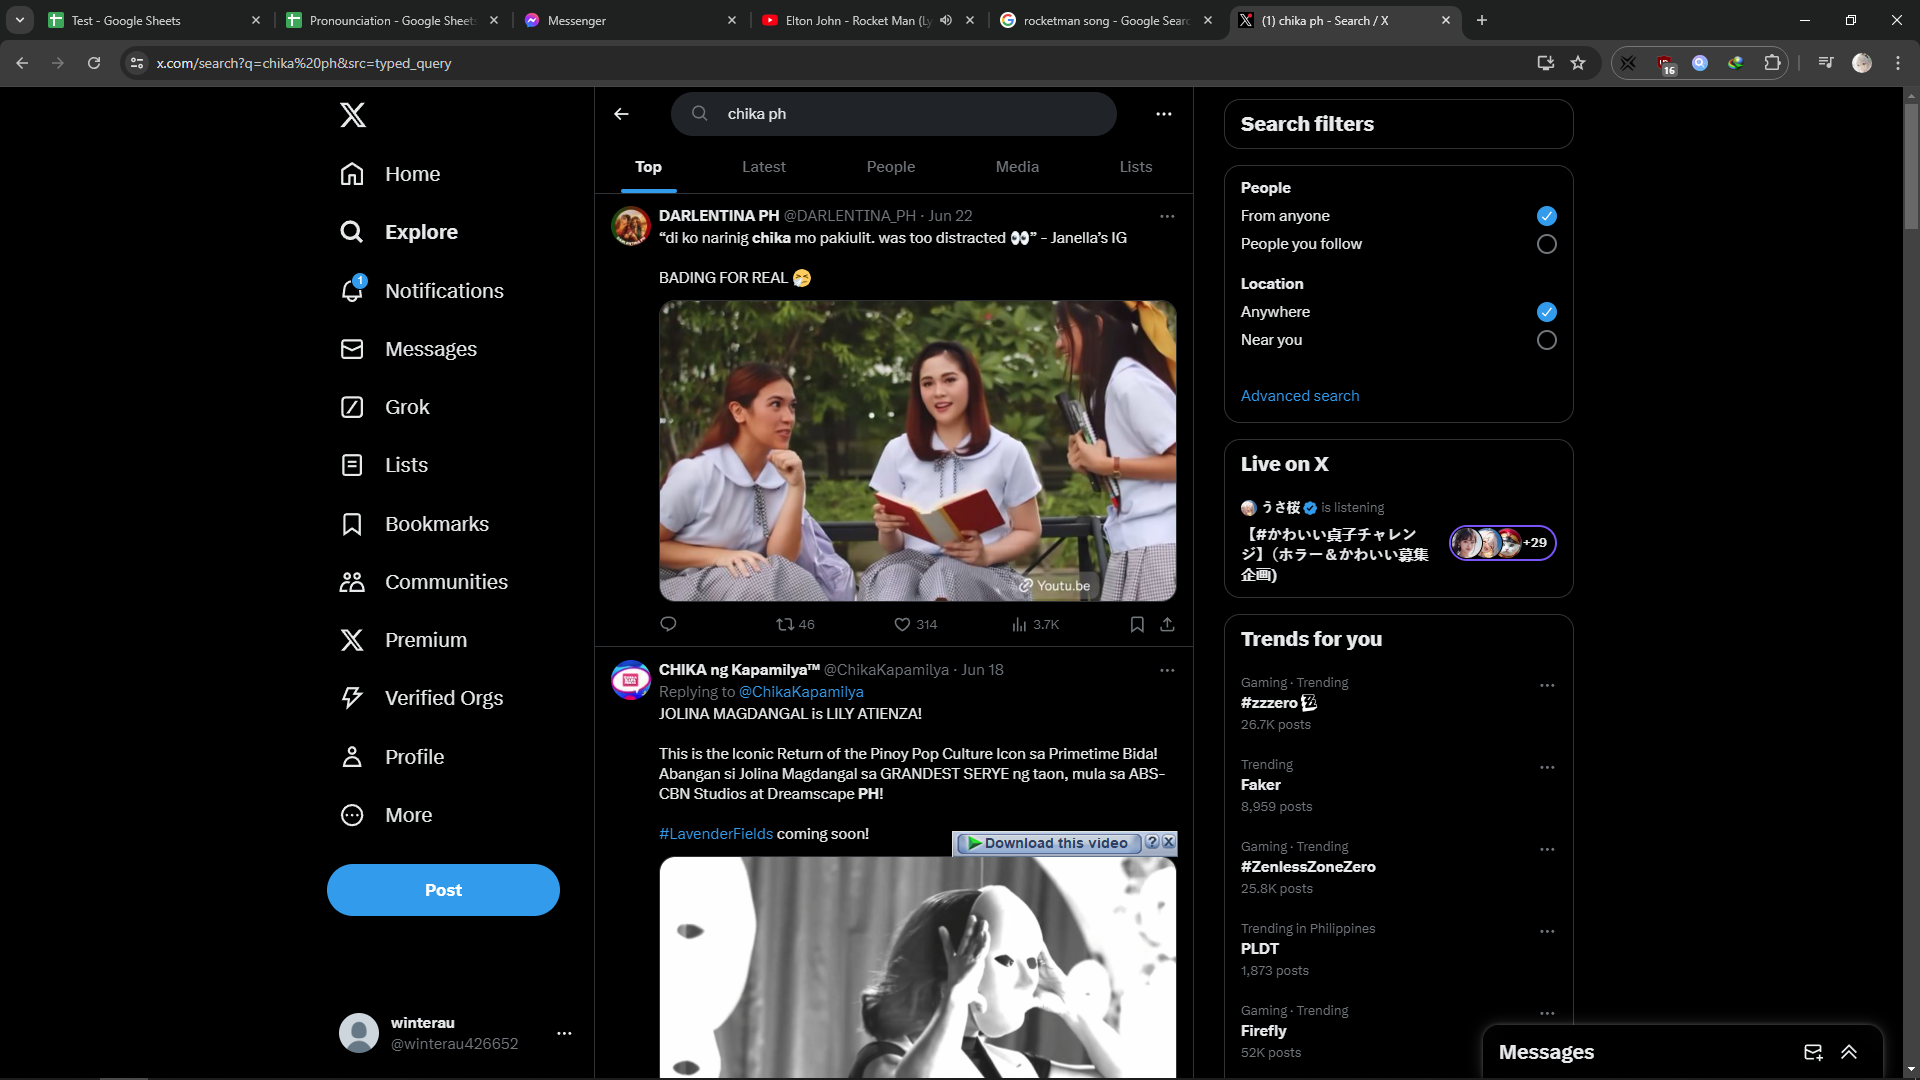 Test - Google Sheets
Pronounciation - Google Sheets
Messenger
Elton John - Rocket Man (Ly
rocketman song - Google Searc
(1) chika ph - Search / X
x.com/search?q=chika%20ph&src=typed_query
16
chika ph
Top
Latest
People
Media
Lists
Home
Explore
1
Notifications
Messages
Grok
Lists
Bookmarks
Communities
Premium
Verified Orgs
Profile
More
Post
winterau
@winterau426652
DARLENTINA PH @DARLENTINA_PH · Jun 22
“di ko narinig chika mo pakiulit. was too distracted 👀” - Janella’s IG
BADING FOR REAL 🤧
Youtu.be
46
314
3.7K
CHIKA ng Kapamilya™ @ChikaKapamilya · Jun 18
Replying to @ChikaKapamilya
JOLINA MAGDANGAL is LILY ATIENZA!
This is the Iconic Return of the Pinoy Pop Culture Icon sa Primetime Bida!
Abangan si Jolina Magdangal sa GRANDEST SERYE ng taon, mula sa ABS-
CBN Studios at Dreamscape PH!
#LavenderFields coming soon!
Download this video
?
Search filters
People
From anyone
People you follow
Location
Anywhere
Near you
Advanced search
Live on X
うさ桜 is listening
【#かわいい貞子チャレン
ジ】（ホラー＆かわいい募集
企画)
+29
Trends for you
Gaming · Trending
#zzzero
26.7K posts
Trending
Faker
8,959 posts
Gaming · Trending
#ZenlessZoneZero
25.8K posts
Trending in Philippines
PLDT
1,873 posts
Gaming · Trending
Firefly
52K posts
Messages